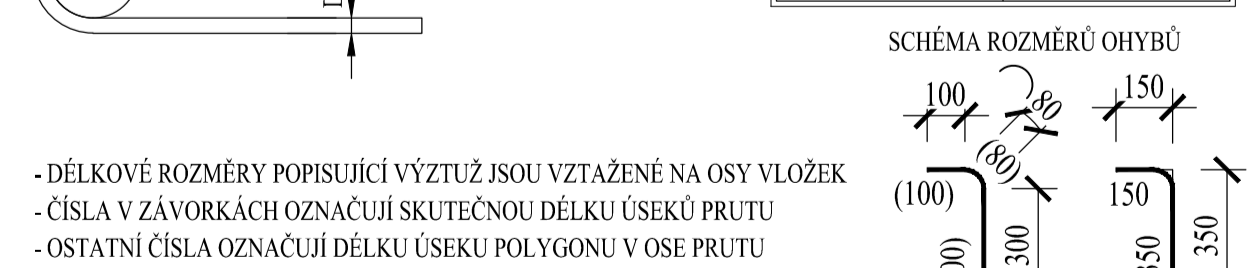 SCHÉMA ROZMĚRŮ OHYBŮ
100
80
150
(80)
(100)
150
300
350
- DÉLKOVÉ ROZMĚRY POPISUJÍCÍ VÝZTUŽ JSOU VZTAŽENÉ NA OSY VLOŽEK
- ČÍSLA V ZÁVORKÁCH OZNAČUJÍ SKUTEČNOU DÉLKU ÚSEKŮ PRUTU
- OSTATNÍ ČÍSLA OZNAČUJÍ DÉLKU ÚSEKU POLYGONU V OSE PRUTU